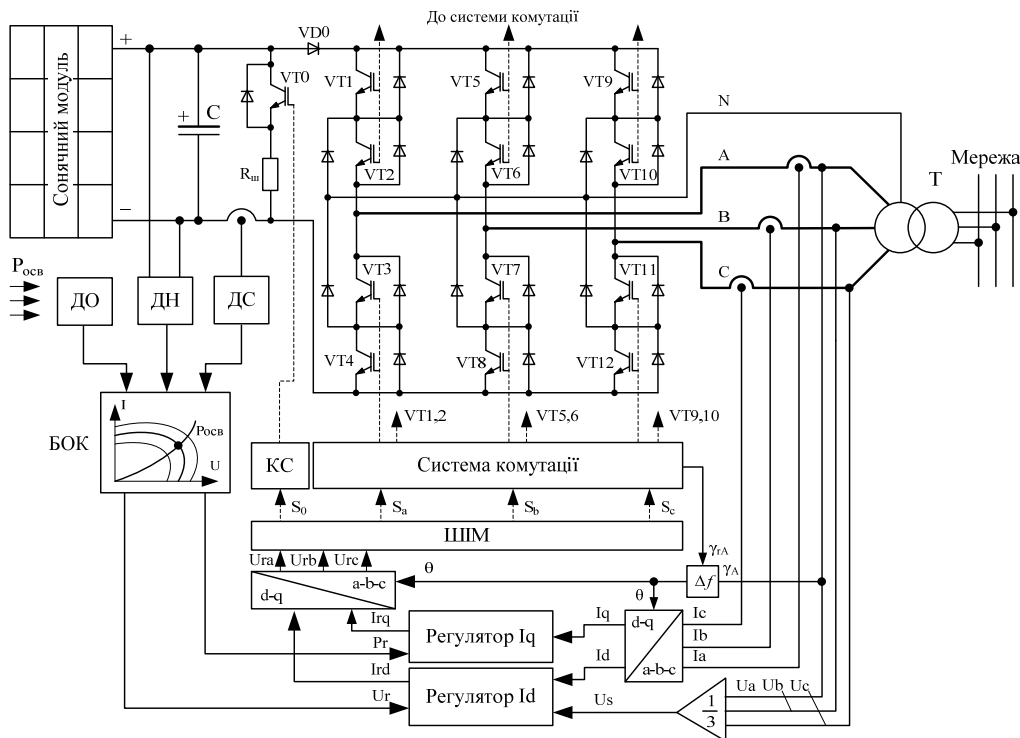 До системи комутації
Сонячний модуль
+
−
VD0
VT0
+
C
Rш
VT1
VT2
VT3
VT4
VT5
VT6
VT7
VT8
VT9
VT10
VT11
VT12
N
A
B
C
Т
Мережа
Pосв
ДО
ДН
ДС
БОК
I
Pосв
U
VT1,2
VT5,6
VT9,10
КС
Система комутації
S0
Sa
Sb
Sc
ШІМ
Ura
Urb
Urc
d-q
a-b-c
θ
θ
γrA
γA
Δf
Irq
Pr
Регулятор Iq
Iq
Ird
Ur
Регулятор Id
Id
d-q
a-b-c
Ic
Ib
Ia
Us
1
3
Ua
Ub
Uc